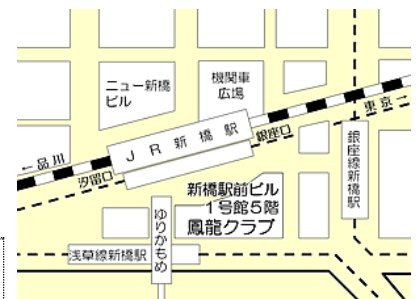 ニュー新橋
ビル
機関車
広場
東京→
JR新橋駅
銀座口
←品川
汐留口
銀座線新橋駅
新橋駅前ビル
1号館5階
鳳龍クラブ
ゆりかもめ
浅草線新橋駅